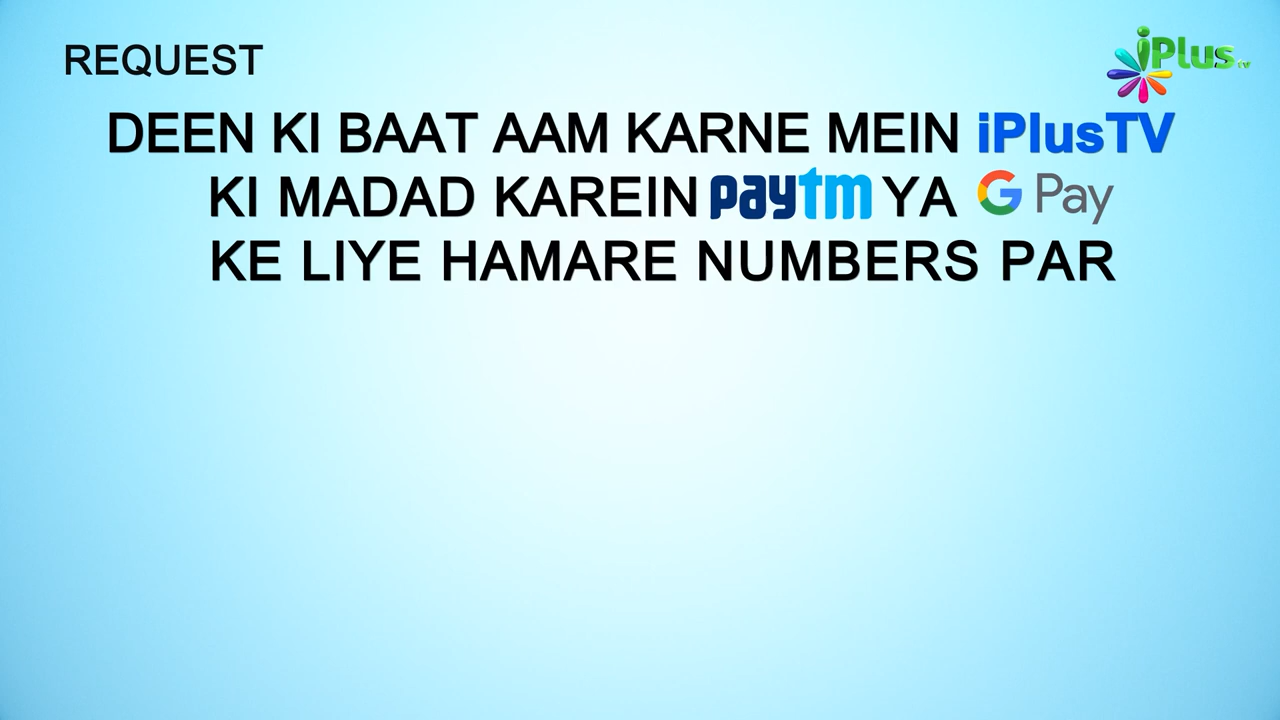 REQUEST
iPlus TV
DEEN KI BAAT AAM KARNE MEIN iPlusTV
KI MADAD KAREIN paytm YA G Pay
KE LIYE HAMARE NUMBERS PAR